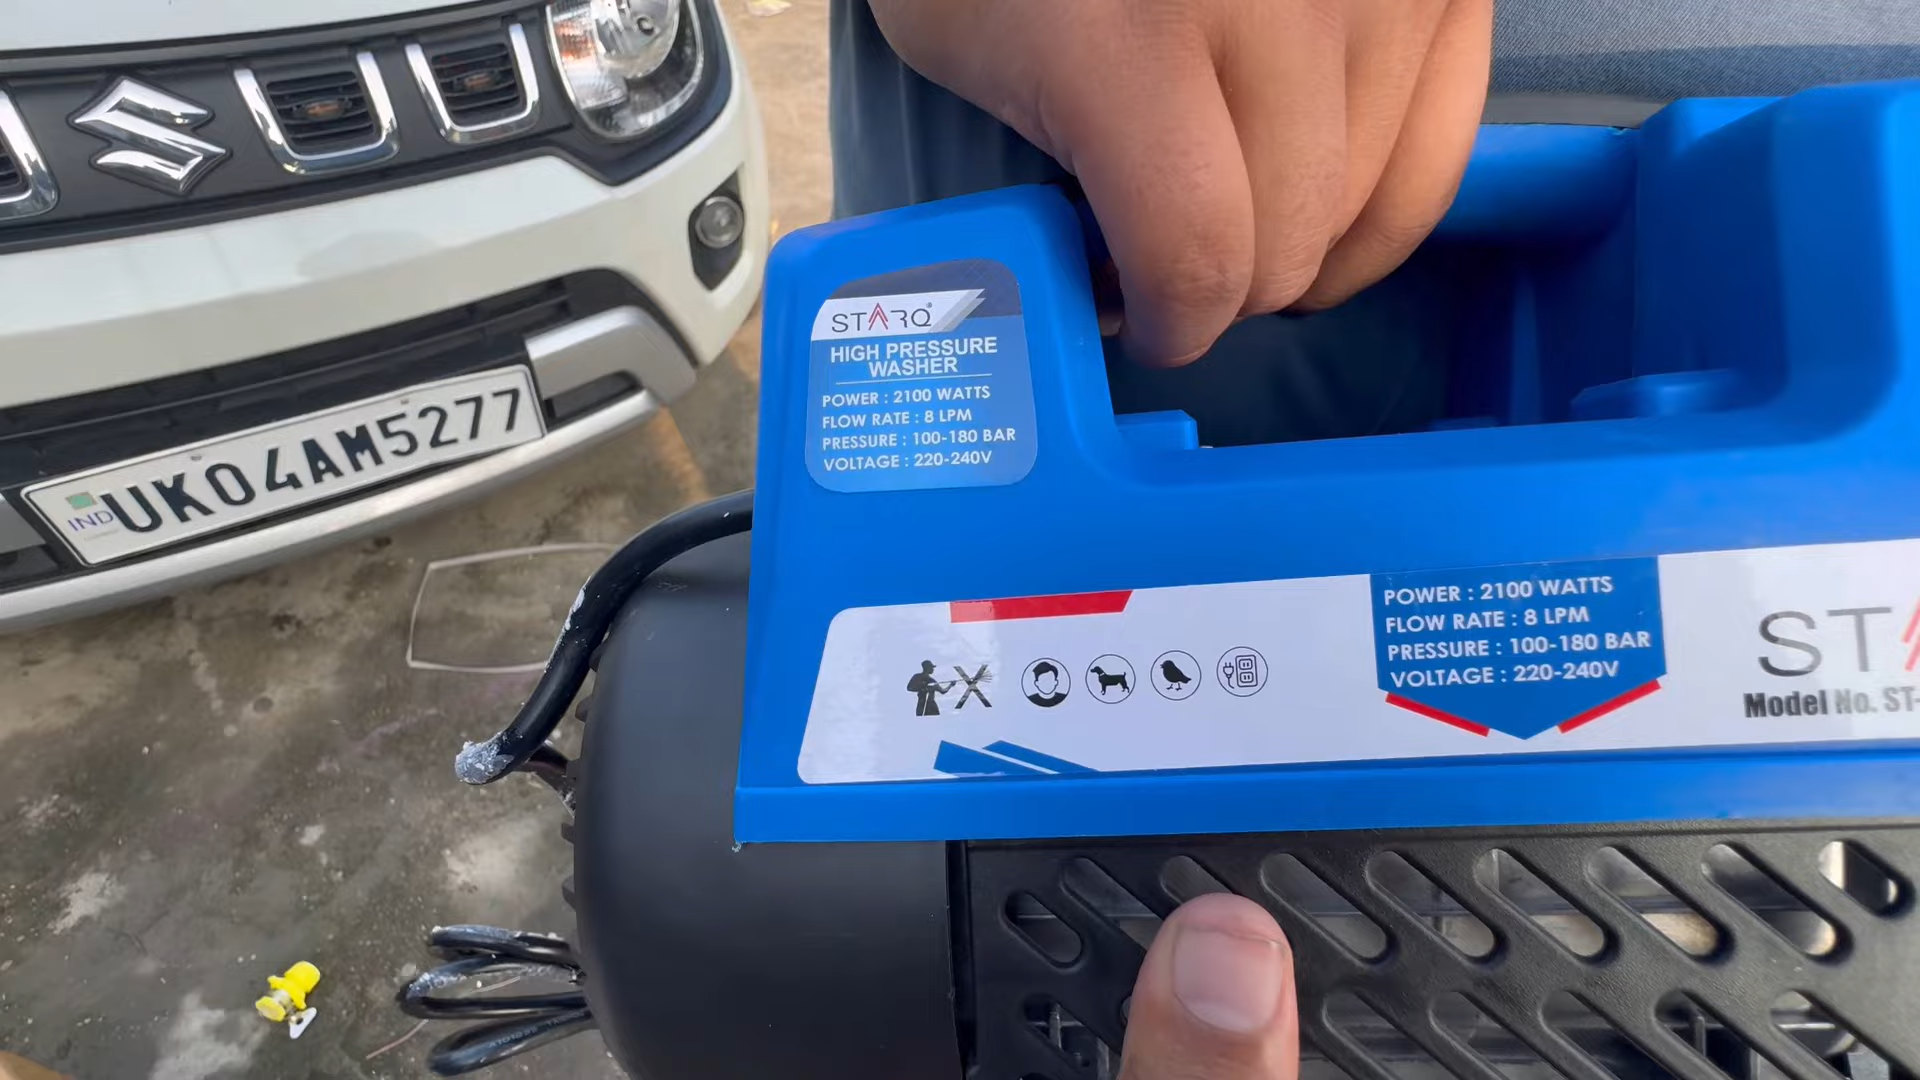 UK04AM5277
IND
STARQ
HIGH PRESSURE
WASHER
POWER : 2100 WATTS
FLOW RATE : 8 LPM
PRESSURE : 100-180 BAR
VOLTAGE : 220-240V
POWER : 2100 WATTS
FLOW RATE : 8 LPM
PRESSURE : 100-180 BAR
VOLTAGE : 220-240V
ST
Model No. ST-